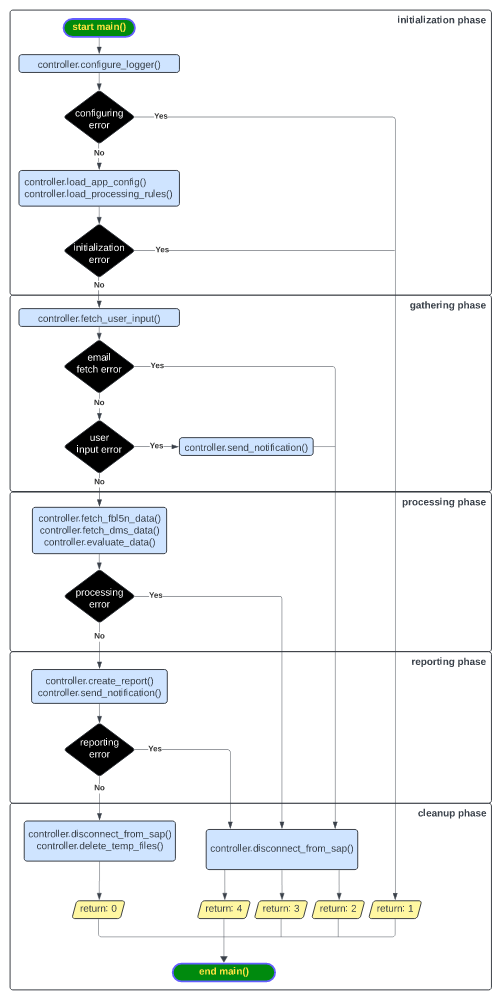 initialization phase
start main()
controller.configure_logger()
configuring
error
Yes
No
controller.load_app_config()
controller.load_processing_rules()
initialization
error
Yes
No
gathering phase
controller.fetch_user_input()
email
fetch error
Yes
No
user
input error
Yes
controller.send_notification()
No
processing phase
controller.fetch_fbl5n_data()
controller.fetch_dms_data()
controller.evaluate_data()
processing
error
Yes
No
reporting phase
controller.create_report()
controller.send_notification()
reporting
error
Yes
No
cleanup phase
controller.disconnect_from_sap()
controller.delete_temp_files()
controller.disconnect_from_sap()
return: 0
return: 4
return: 3
return: 2
return: 1
end main()